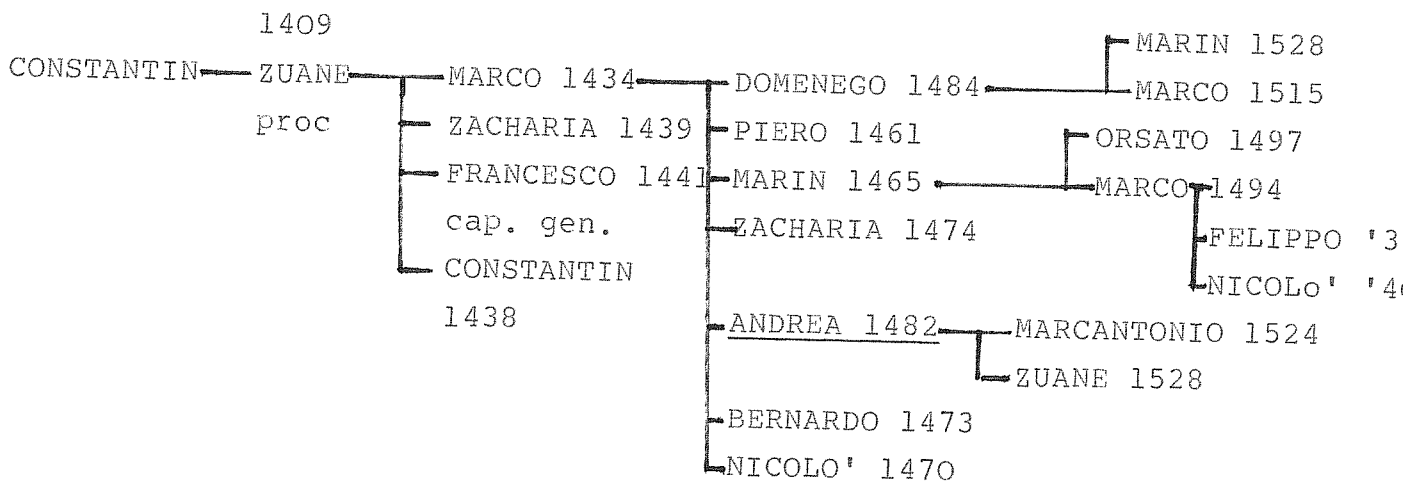 1409
MARIN 1528
CONSTANTIN ZUANE MARCO 1434 DOMENEGO 1484 MARCO 1515
proc ZACHARIA 1439 PIERO 1461 ORSATO 1497
FRANCESCO 1441 MARIN 1465 MARCO 1494
cap. gen. ZACHARIA 1474 FELIPPO '3
CONSTANTIN NICOLo' '4
1438 ANDREA 1482 MARCANTONIO 1524
ZUANE 1528
BERNARDO 1473
NICOLO' 1470